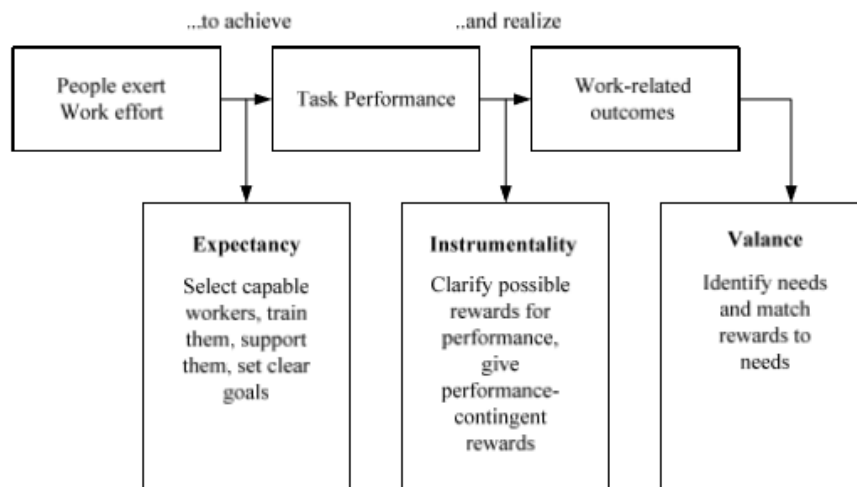 ...to achieve
..and realize
People exert
Work effort
Task Performance
Work-related
outcomes
Expectancy
Select capable
workers, train
them, support
them, set clear
goals
Instrumentality
Clarify possible
rewards for
performance,
give
performance-
contingent
rewards
Valance
Identify needs
and match
rewards to
needs